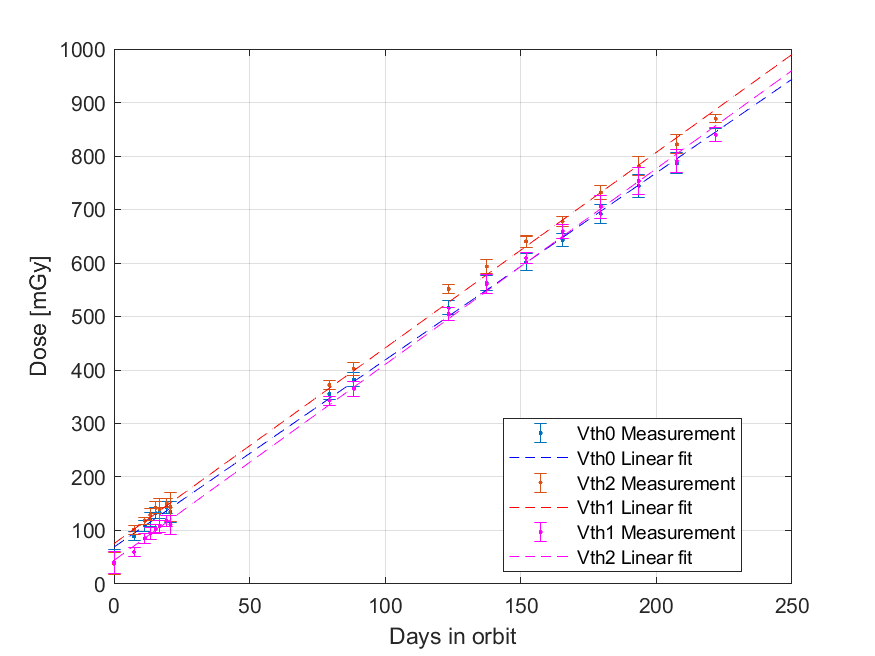 1000
900
800
700
600
500
400
300
200
100
0
Dose [mGy]
0 50 100 150 200 250
Days in orbit
Vth0 Measurement
Vth0 Linear fit
Vth2 Measurement
Vth1 Linear fit
Vth1 Measurement
Vth2 Linear fit